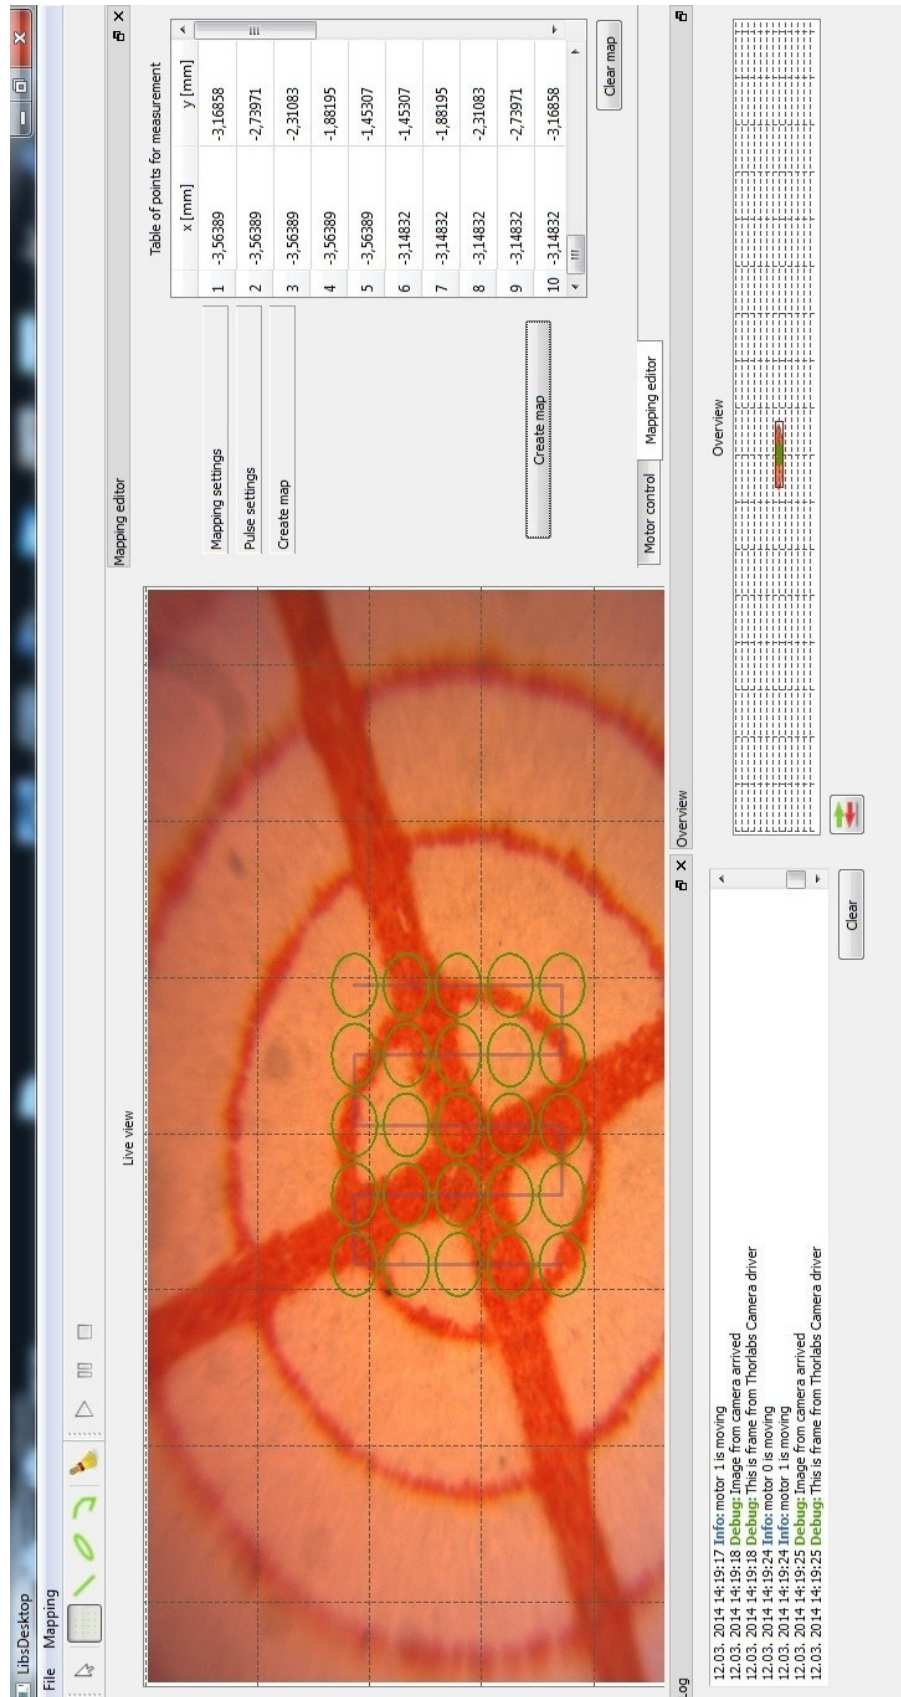 LibsDesktop
File Mapping
Live view
Mapping editor
Mapping settings
Pulse settings
Create map
Create map
Table of points for measurement
x [mm] y [mm]
1 -3,56389 -3,16858
2 -3,56389 -2,73971
3 -3,56389 -2,31083
4 -3,56389 -1,88195
5 -3,56389 -1,45307
6 -3,14832 -1,45307
7 -3,14832 -1,88195
8 -3,14832 -2,31083
9 -3,14832 -2,73971
10 -3,14832 -3,16858
Clear map
Motor control Mapping editor
Log
12.03. 2014 14:19:17 Info: motor 1 is moving
12.03. 2014 14:19:18 Debug: Image from camera arrived
12.03. 2014 14:19:18 Debug: This is frame from Thorlabs Camera driver
12.03. 2014 14:19:24 Info: motor 0 is moving
12.03. 2014 14:19:24 Info: motor 1 is moving
12.03. 2014 14:19:25 Debug: Image from camera arrived
12.03. 2014 14:19:25 Debug: This is frame from Thorlabs Camera driver
Clear
Overview
Overview